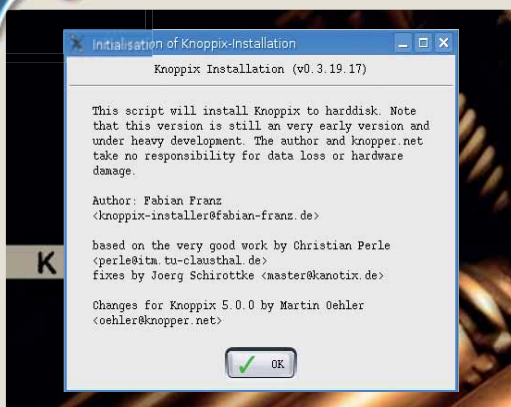 Initialisation of Knoppix-Installation
Knoppix Installation (v0.3.19.17)
This script will install Knoppix to harddisk. Note
that this version is still an very early version and
under heavy development. The author and knopper.net
take no responsibility for data loss or hardware
damage.
Author: Fabian Franz
<knoppix-installer@fabian-franz.de>
based on the very good work by Christian Perle
<perle@itm.tu-clausthal.de>
K
fixes by Joerg Schirottke <master@kanotix.de>
Changes for Knoppix 5.0.0 by Martin Oehler
<oehler@knopper.net>
OK